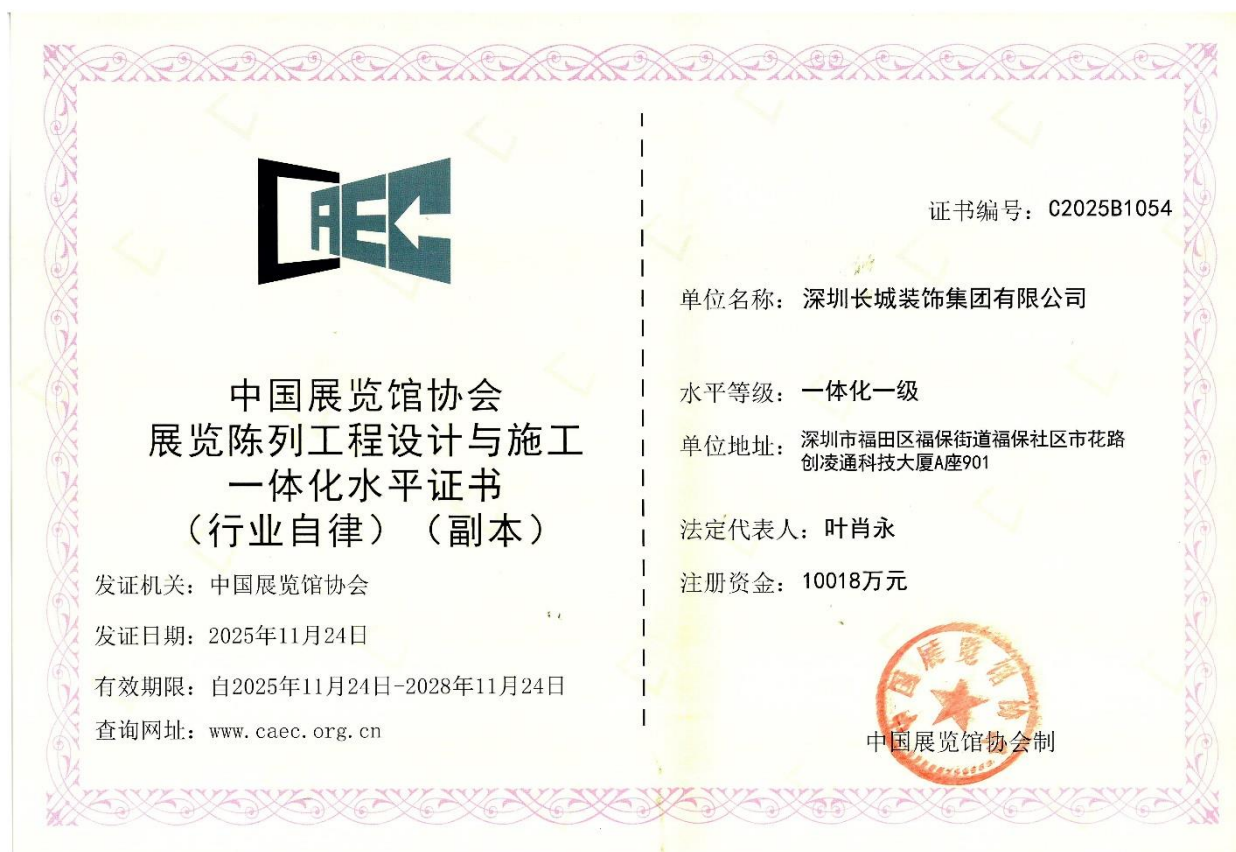 CAEC
中国展览馆协会
展览陈列工程设计与施工
一体化水平证书
（行业自律）（副本）
发证机关：中国展览馆协会
发证日期：2025年11月24日
有效期限：自2025年11月24日-2028年11月24日
查询网址：www.caec.org.cn
证书编号：C2025B1054
单位名称：深圳长城装饰集团有限公司
水平等级：一体化一级
单位地址：深圳市福田区福保街道福保社区市花路
创凌通科技大厦A座901
法定代表人：叶肖永
注册资金：10018万元
中国展览馆协会
中国展览馆协会制